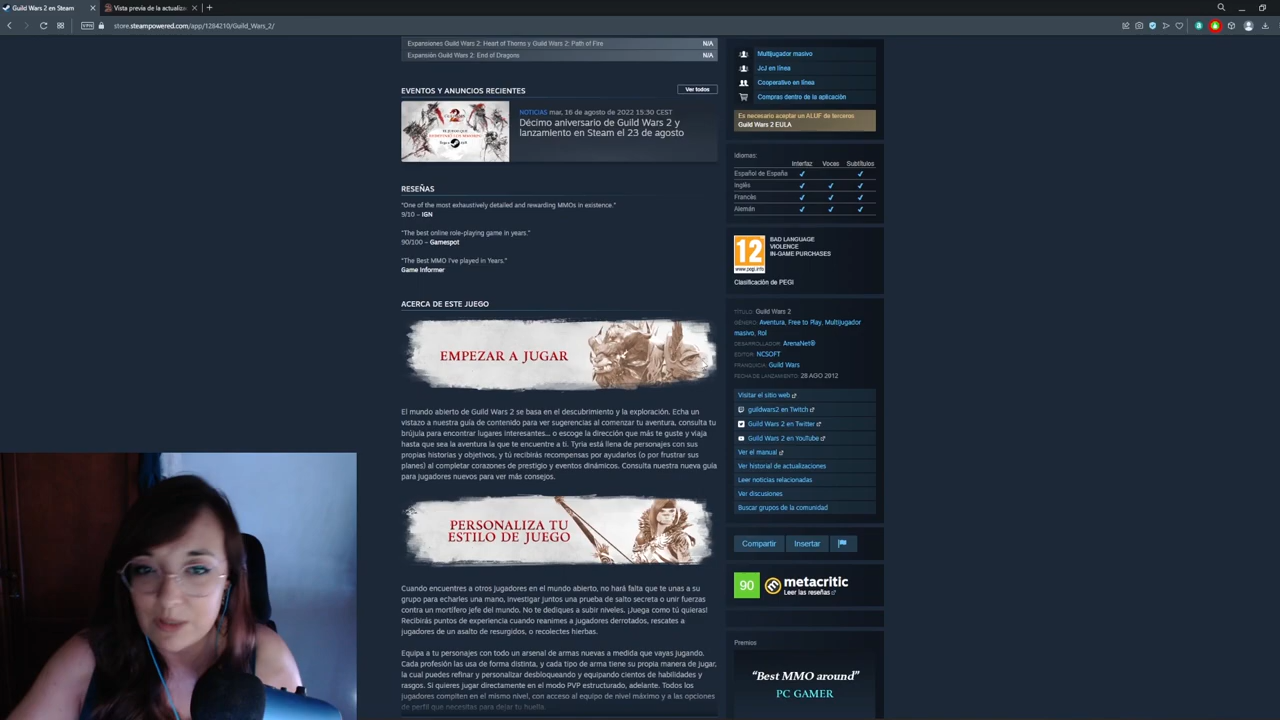 Guild Wars 2 en Steam
Vista previa de la actualiza
VPN
store.steampowered.com/app/1284210/Guild_Wars_2/
Expansiones Guild Wars 2: Heart of Thorns y Guild Wars 2: Path of Fire N/A
Expansión Guild Wars 2: End of Dragons N/A
EVENTOS Y ANUNCIOS RECIENTES
Ver todos
NOTICIAS mar, 16 de agosto de 2022 15:30 CEST
Décimo aniversario de Guild Wars 2 y
lanzamiento en Steam el 23 de agosto
RESEÑAS
"One of the most exhaustively detailed and rewarding MMOs in existence."
9/10 – IGN
"The best online role-playing game in years."
90/100 – Gamespot
"The Best MMO I've played in Years."
Game Informer
ACERCA DE ESTE JUEGO
EMPEZAR A JUGAR
El mundo abierto de Guild Wars 2 se basa en el descubrimiento y la exploración. Echa un
vistazo a nuestra guía de contenido para ver sugerencias al comenzar tu aventura, consulta tu
brújula para encontrar lugares interesantes... o escoge la dirección que más te guste y viaja
hasta que sea la aventura la que te encuentre a ti. Tyria está llena de personajes con sus
propias historias y objetivos, y tú recibirás recompensas por ayudarlos (o por frustrar sus
planes) al completar corazones de prestigio y eventos dinámicos. Consulta nuestra nueva guía
para jugadores nuevos para ver más consejos.
PERSONALIZA TU
ESTILO DE JUEGO
Cuando encuentres a otros jugadores en el mundo abierto, no hará falta que te unas a su
grupo para echarles una mano, investigar juntos una prueba de salto secreta o unir fuerzas
contra un mortífero jefe del mundo. No te dediques a subir niveles. ¡Juega como tú quieras!
Recibirás puntos de experiencia cuando reanimes a jugadores derrotados, rescates a
jugadores de un asalto de resurgidos, o recolectes hierbas.
Equipa a tu personajes con todo un arsenal de armas nuevas a medida que vayas jugando.
Cada profesión las usa de forma distinta, y cada tipo de arma tiene su propia manera de jugar,
la cual puedes refinar y personalizar desbloqueando y equipando cientos de habilidades y
rasgos. Si quieres jugar directamente en el modo PVP estructurado, adelante. Todos los
jugadores compiten en el mismo nivel, con acceso al equipo de nivel máximo y a las opciones
de perfil que necesitas para dejar tu huella.
Multijugador masivo
JcJ en línea
Cooperativo en línea
Compras dentro de la aplicación
Es necesario aceptar un ALUF de terceros
Guild Wars 2 EULA
Idiomas:
Interfaz Voces Subtítulos
Español de España ✔ ✔
Inglés ✔ ✔ ✔
Francés ✔ ✔ ✔
Alemán ✔ ✔ ✔
12
www.pegi.info
BAD LANGUAGE
VIOLENCE
IN-GAME PURCHASES
Clasificación de PEGI
TÍTULO: Guild Wars 2
GÉNERO: Aventura, Free to Play, Multijugador
masivo, Rol
DESARROLLADOR: ArenaNet®
EDITOR: NCSOFT
FRANQUICIA: Guild Wars
FECHA DE LANZAMIENTO: 28 AGO 2012
Visitar el sitio web
guildwars2 en Twitch
Guild Wars 2 en Twitter
Guild Wars 2 en YouTube
Ver el manual
Ver historial de actualizaciones
Leer noticias relacionadas
Ver discusiones
Buscar grupos de la comunidad
Compartir Insertar
90 metacritic
Leer las reseñas
Premios
"Best MMO around"
PC GAMER